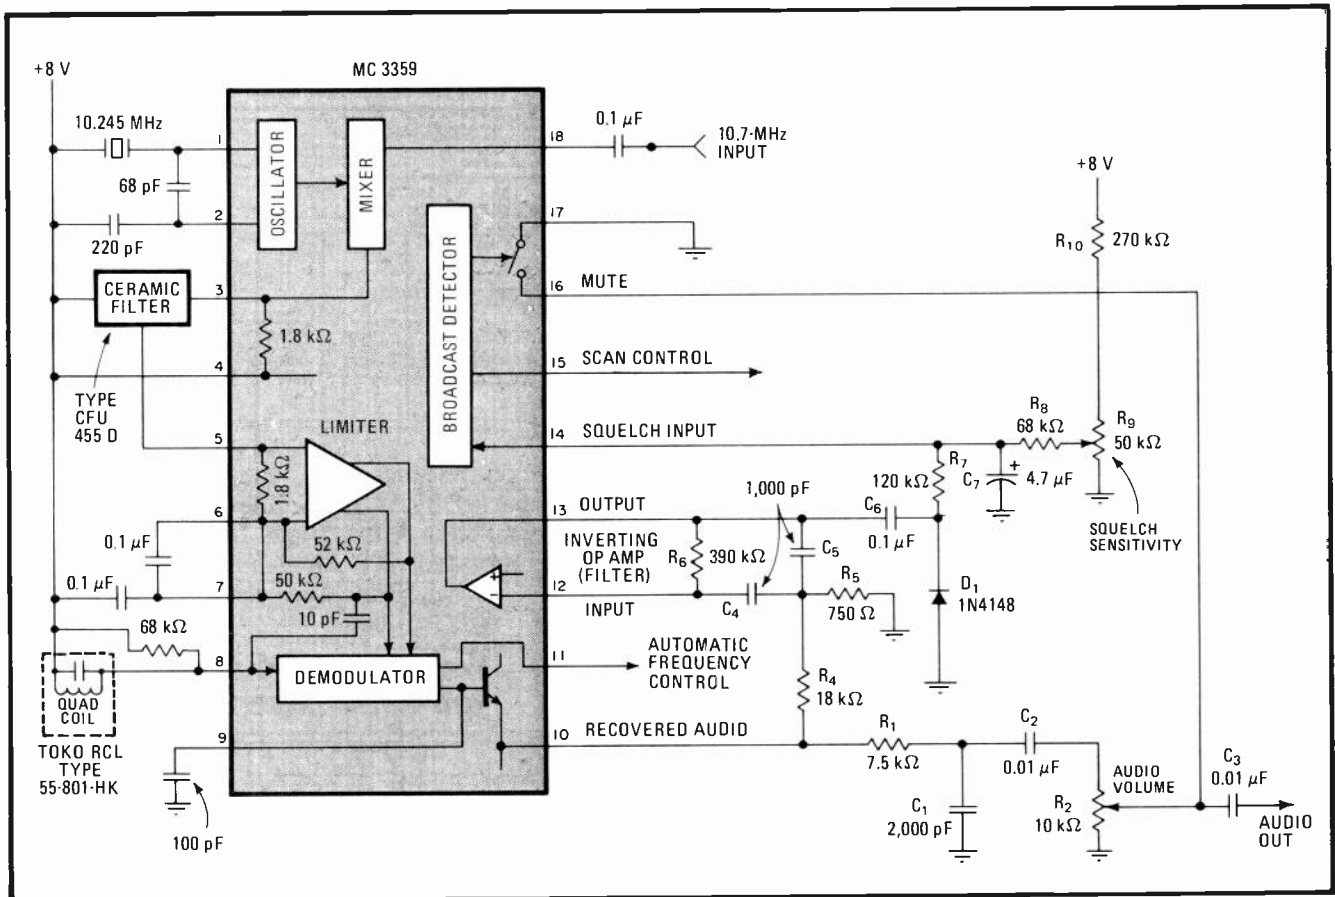 +8 V
MC 3359
10.245 MHz
1
68 pF
2
220 pF
OSCILLATOR
MIXER
18
0.1 µF
10.7-MHz
INPUT
17
+8 V
R10
270 kΩ
BROADCAST DETECTOR
16
MUTE
CERAMIC
FILTER
3
1.8 kΩ
4
TYPE
CFU
455 D
15
SCAN CONTROL
LIMITER
5
1.8 kΩ
14
SQUELCH INPUT
R8
68 kΩ
R9
50 kΩ
R7
120 kΩ
C7
+
4.7 µF
SQUELCH
SENSITIVITY
6
0.1 µF
52 kΩ
0.1 µF
7
50 kΩ
10 pF
+
−
13
OUTPUT
1,000 pF
C6
0.1 µF
INVERTING
OP AMP
(FILTER)
R6
390 kΩ
C5
12
INPUT
C4
R5
750 Ω
D1
1N4148
68 kΩ
8
QUAD
COIL
TOKO RCL
TYPE
55-801-HK
DEMODULATOR
11
AUTOMATIC
FREQUENCY
CONTROL
R4
18 kΩ
9
100 pF
10
RECOVERED AUDIO
R1
7.5 kΩ
C2
0.01 µF
C1
2,000 pF
AUDIO
VOLUME
R2
10 kΩ
C3
0.01 µF
AUDIO
OUT